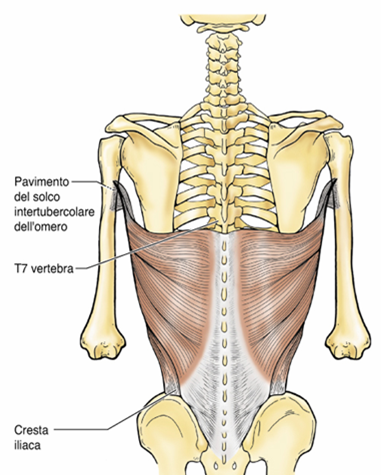 Pavimento
del solco
intertubercolare
dell'omero
T7 vertebra
Cresta
iliaca